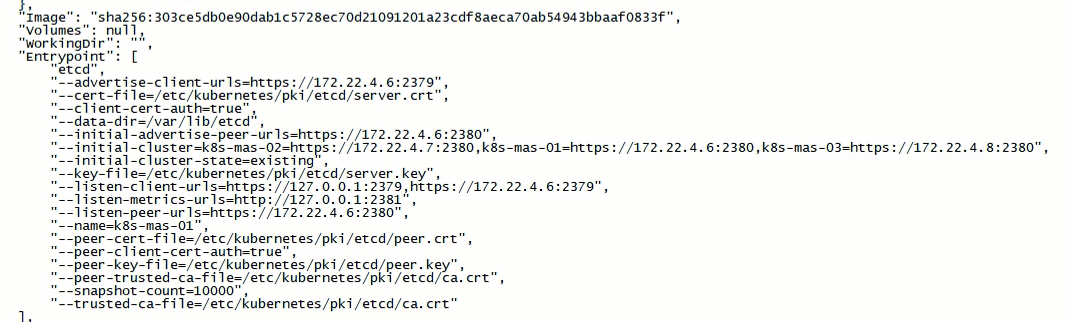 },
"Image": "sha256:303ce5db0e90dab1c5728ec70d21091201a23cdf8aeca70ab54943bbaaf0833f",
"Volumes": null,
"WorkingDir": "",
"Entrypoint": [
"etcd",
"--advertise-client-urls=https://172.22.4.6:2379",
"--cert-file=/etc/kubernetes/pki/etcd/server.crt",
"--client-cert-auth=true",
"--data-dir=/var/lib/etcd",
"--initial-advertise-peer-urls=https://172.22.4.6:2380",
"--initial-cluster=k8s-mas-02=https://172.22.4.7:2380,k8s-mas-01=https://172.22.4.6:2380,k8s-mas-03=https://172.22.4.8:2380",
"--initial-cluster-state=existing",
"--key-file=/etc/kubernetes/pki/etcd/server.key",
"--listen-client-urls=https://127.0.0.1:2379,https://172.22.4.6:2379",
"--listen-metrics-urls=http://127.0.0.1:2381",
"--listen-peer-urls=https://172.22.4.6:2380",
"--name=k8s-mas-01",
"--peer-cert-file=/etc/kubernetes/pki/etcd/peer.crt",
"--peer-client-cert-auth=true",
"--peer-key-file=/etc/kubernetes/pki/etcd/peer.key",
"--peer-trusted-ca-file=/etc/kubernetes/pki/etcd/ca.crt",
"--snapshot-count=10000",
"--trusted-ca-file=/etc/kubernetes/pki/etcd/ca.crt"
],